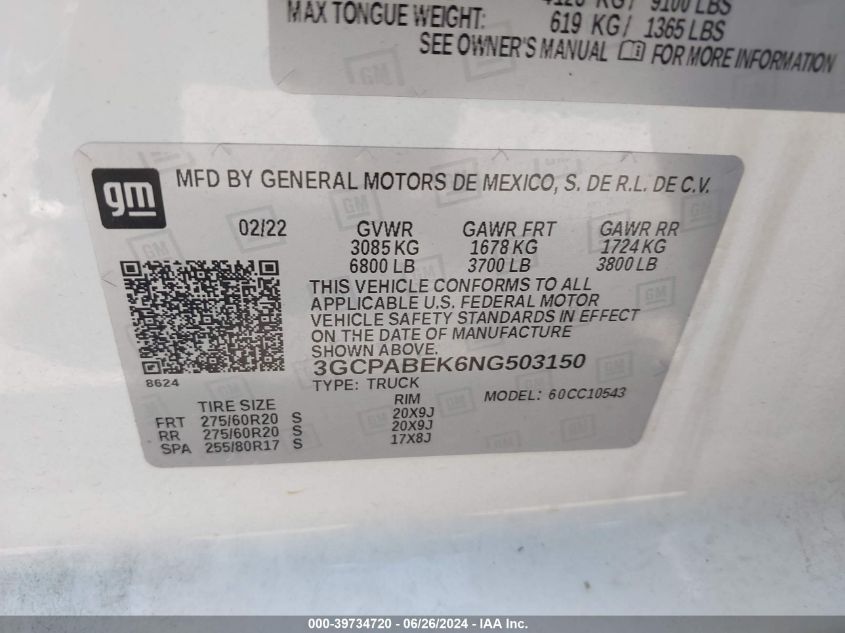 4128 KG / 9100 LBS
MAX TONGUE WEIGHT: 619 KG / 1365 LBS
SEE OWNER'S MANUAL FOR MORE INFORMATION
gm
MFD BY GENERAL MOTORS DE MEXICO, S. DE R.L. DE C.V.
02/22 GVWR GAWR FRT GAWR RR
3085 KG 1678 KG 1724 KG
6800 LB 3700 LB 3800 LB
THIS VEHICLE CONFORMS TO ALL
APPLICABLE U.S. FEDERAL MOTOR
VEHICLE SAFETY STANDARDS IN EFFECT
ON THE DATE OF MANUFACTURE
SHOWN ABOVE.
3GCPABEK6NG503150
8624
TYPE: TRUCK
MODEL: 60CC10543
TIRE SIZE RIM
FRT 275/60R20 S 20X9J
RR 275/60R20 S 20X9J
SPA 255/80R17 S 17X8J
000-39734720 / 06/26/2024 - IAA Inc.